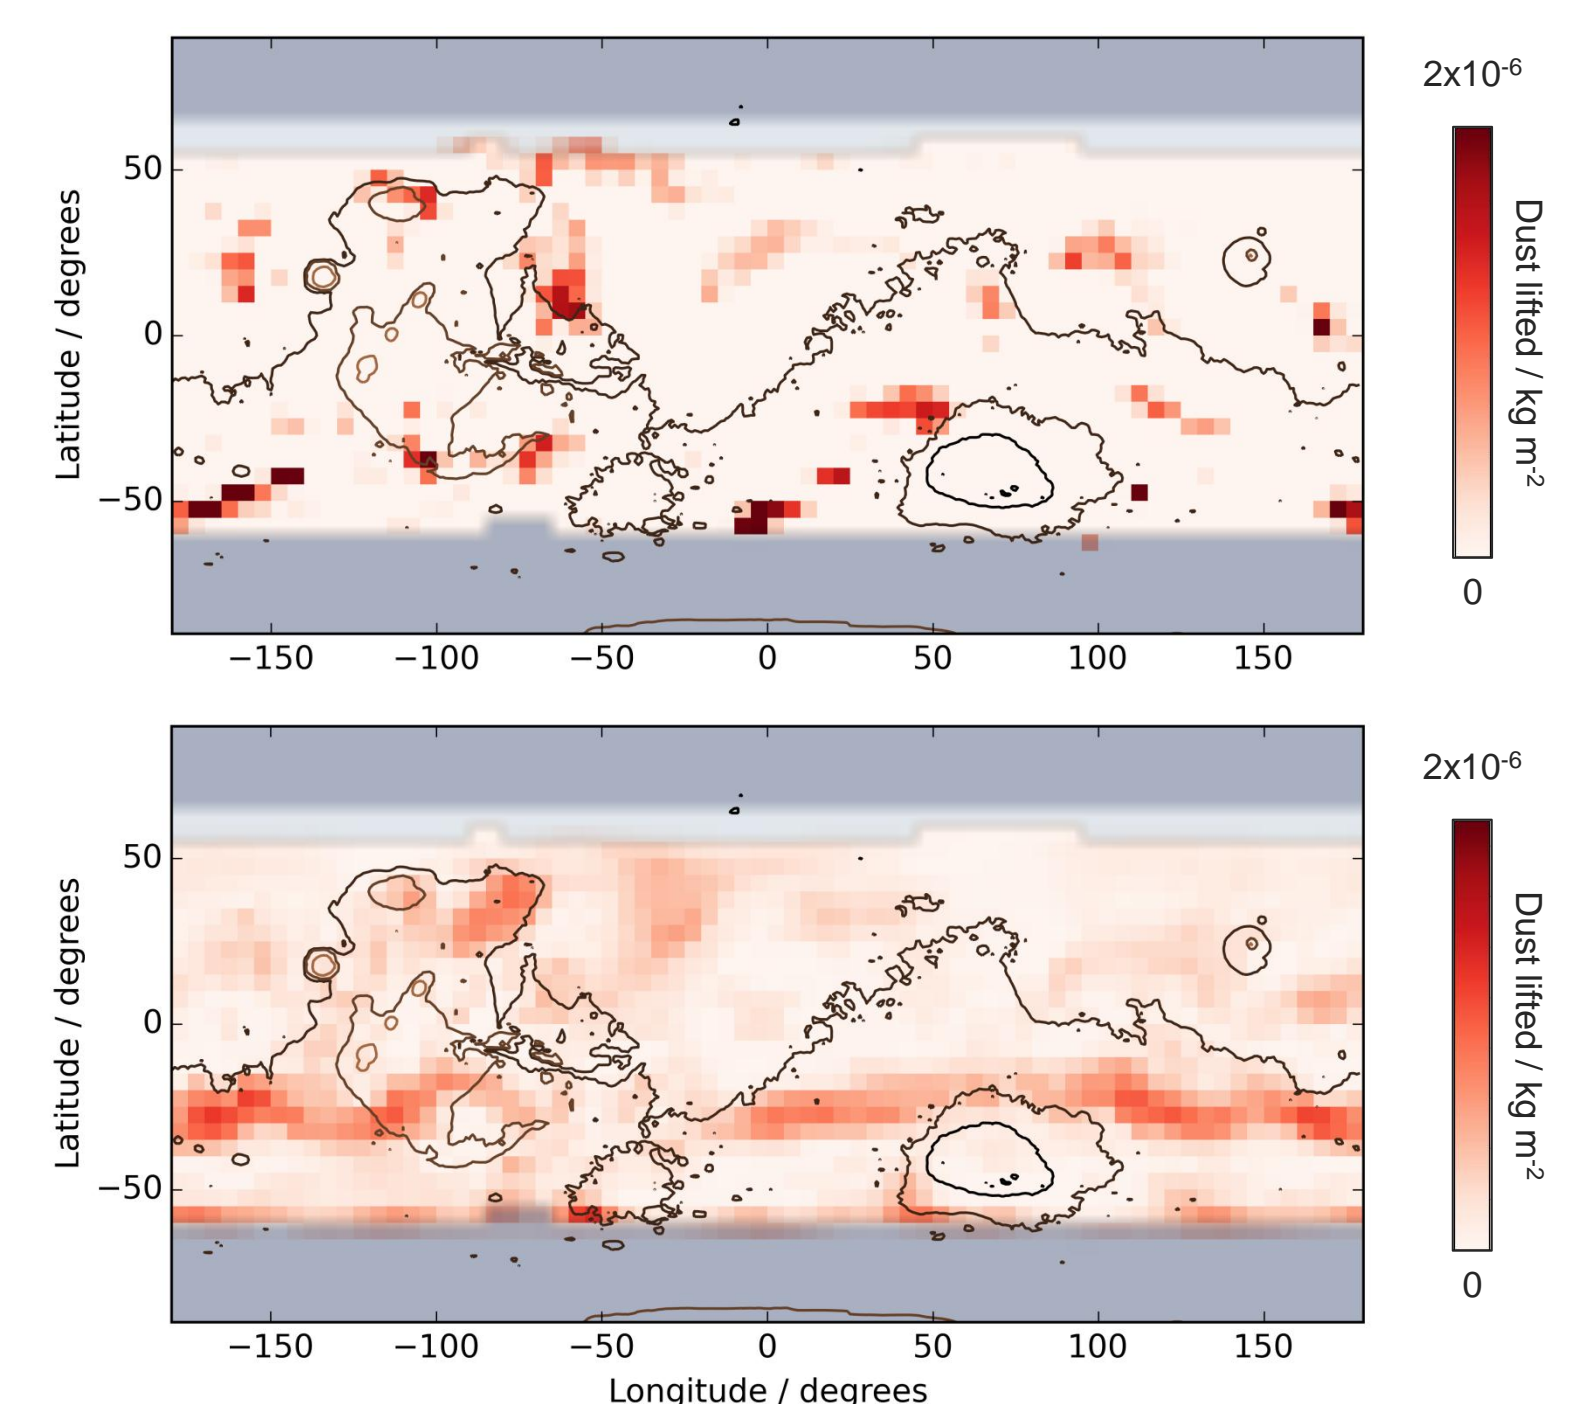 2x10-6
50
0
−50
Latitude / degrees
Dust lifted / kg m-2
0
−150 −100 −50 0 50 100 150
2x10-6
50
0
−50
Latitude / degrees
Dust lifted / kg m-2
0
−150 −100 −50 0 50 100 150
Longitude / degrees